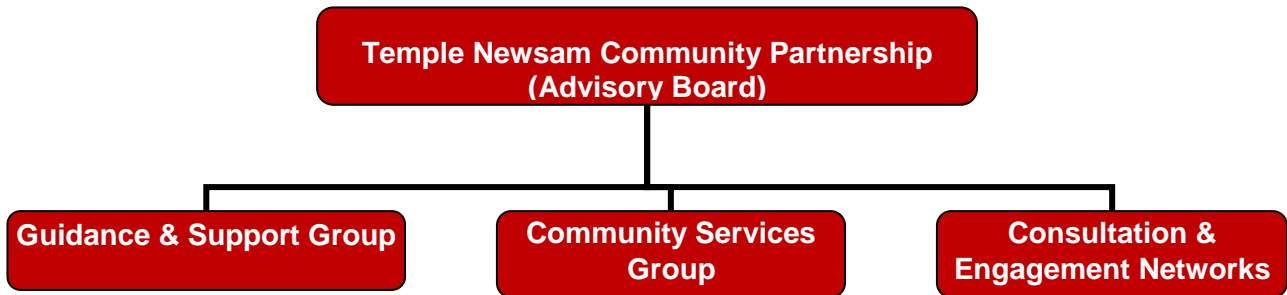 Temple Newsam Community Partnership
(Advisory Board)
Guidance & Support Group
Community Services
Group
Consultation &
Engagement Networks